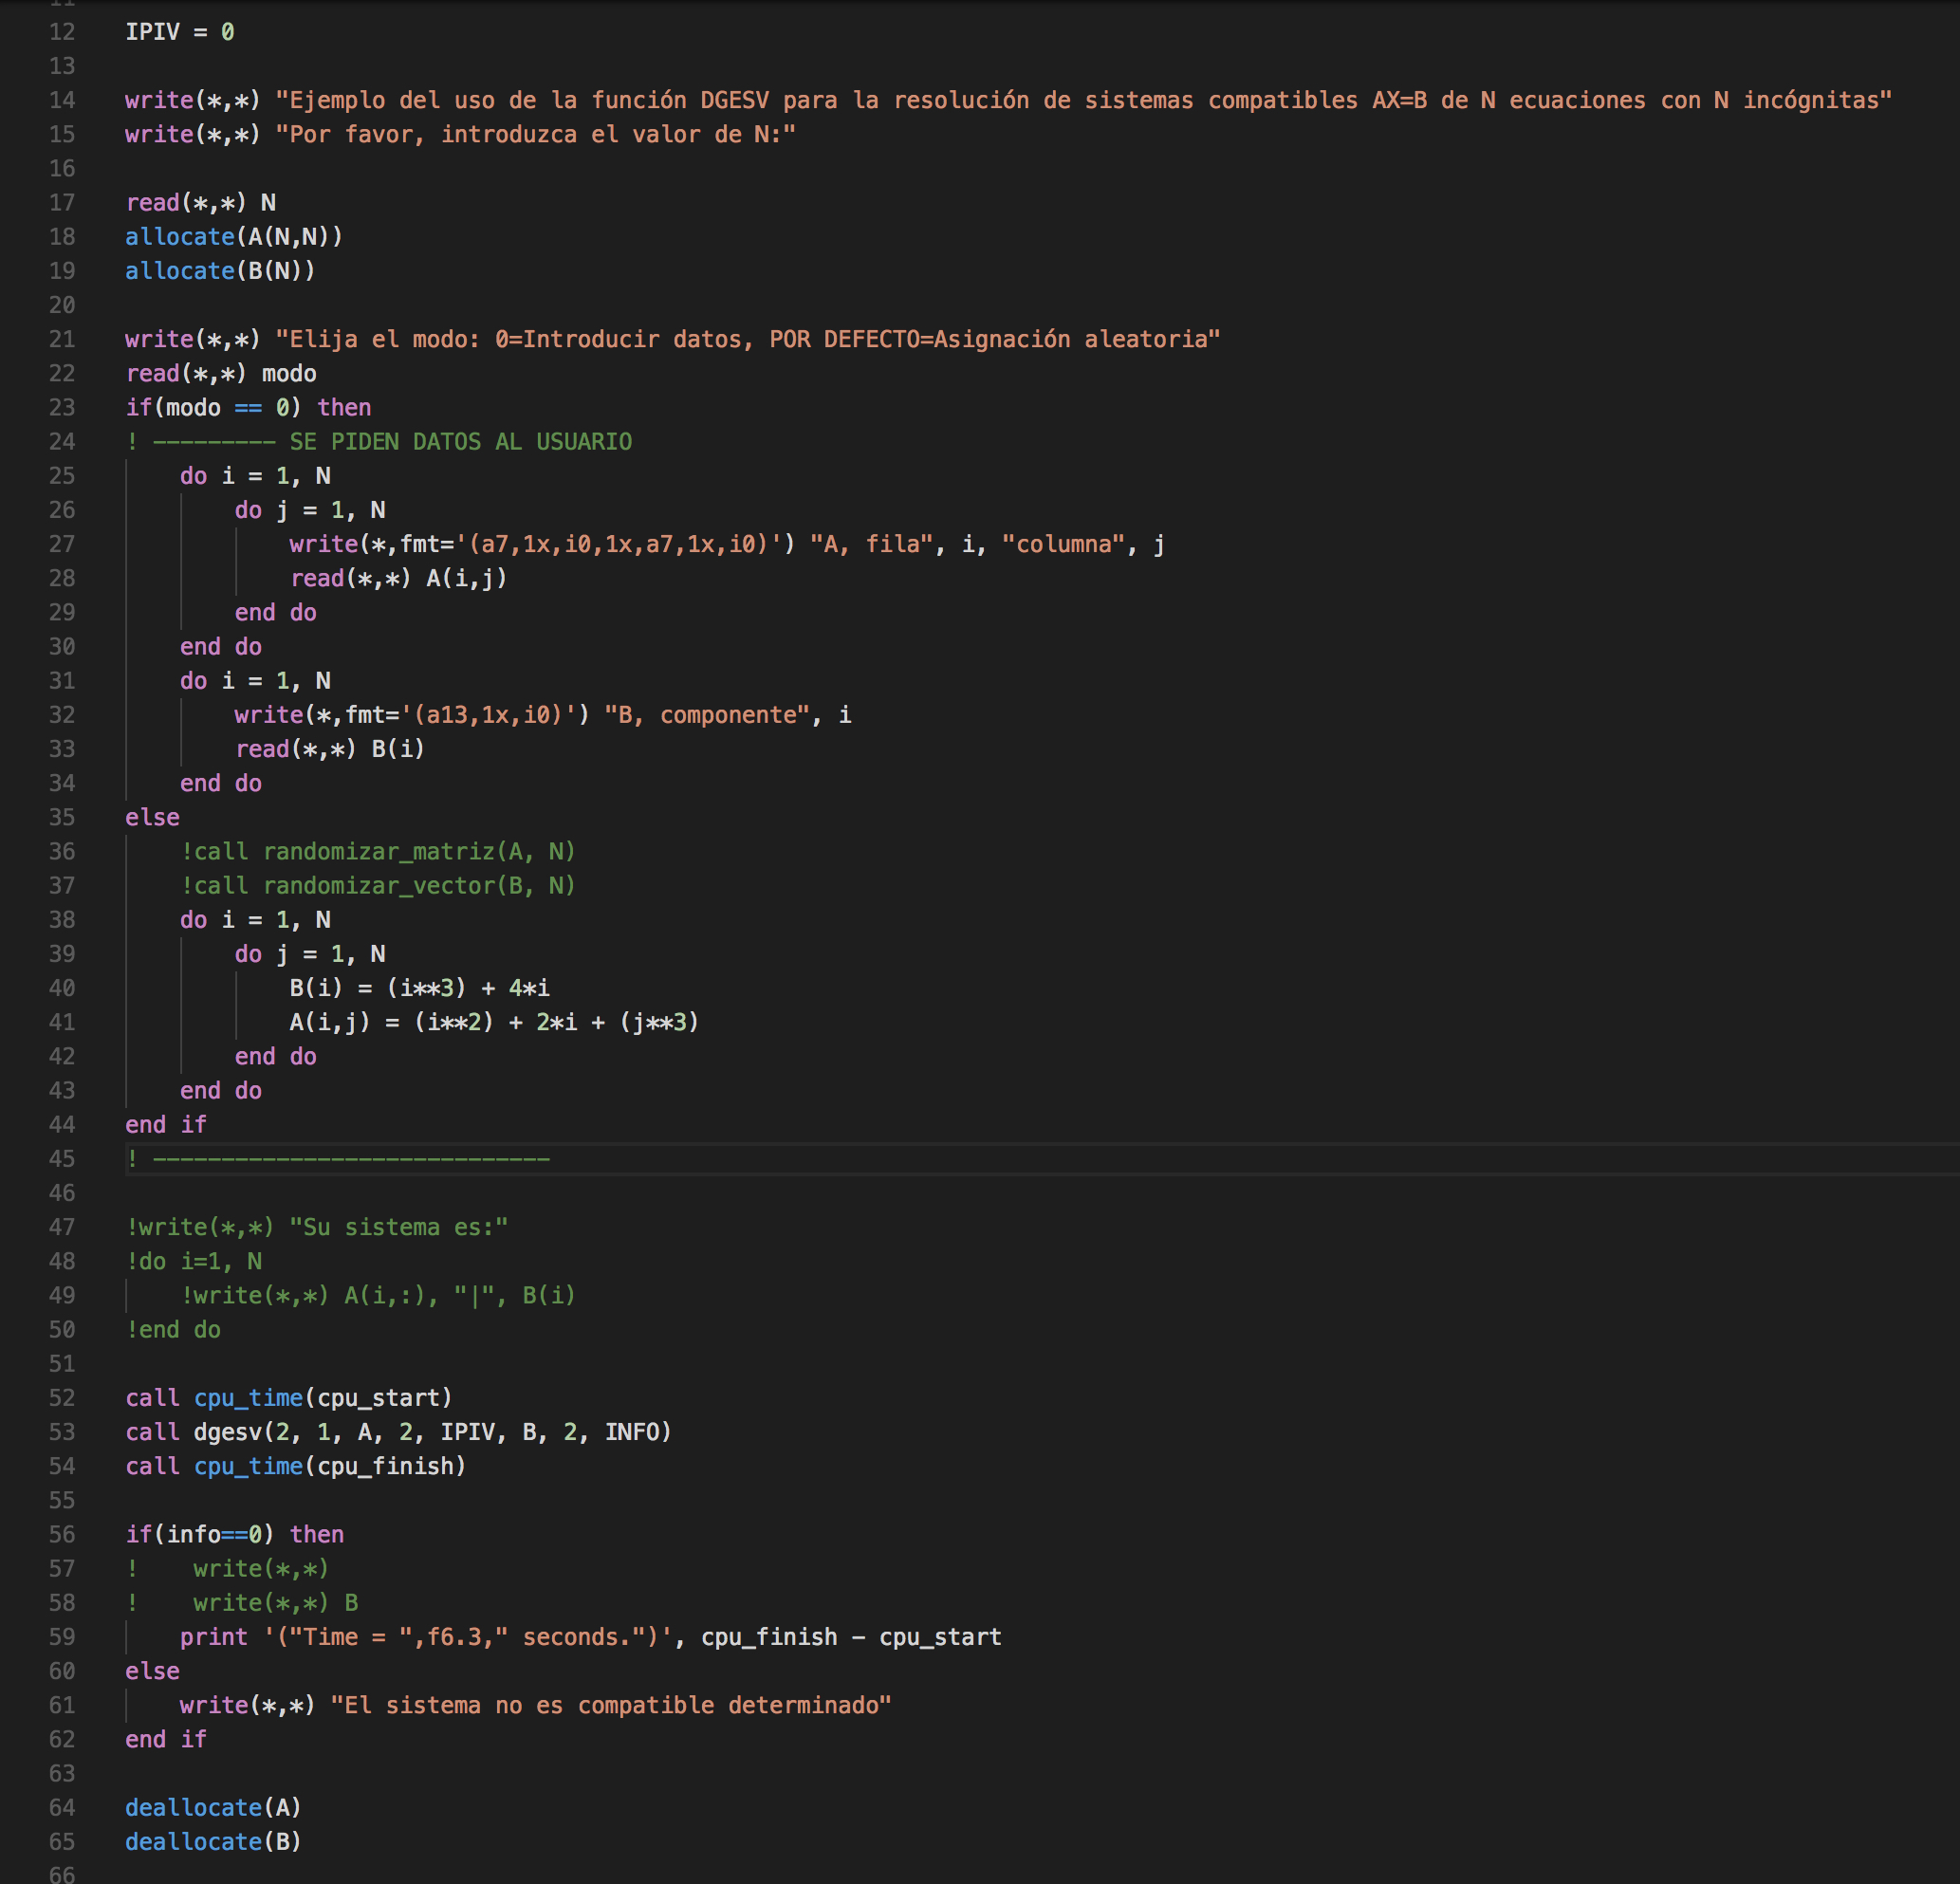 11
12 IPIV = 0
13
14 write(*,*) "Ejemplo del uso de la función DGESV para la resolución de sistemas compatibles AX=B de N ecuaciones con N incógnitas"
15 write(*,*) "Por favor, introduzca el valor de N:"
16
17 read(*,*) N
18 allocate(A(N,N))
19 allocate(B(N))
20
21 write(*,*) "Elija el modo: 0=Introducir datos, POR DEFECTO=Asignación aleatoria"
22 read(*,*) modo
23 if(modo == 0) then
24 ! --------- SE PIDEN DATOS AL USUARIO
25     do i = 1, N
26         do j = 1, N
27             write(*,fmt='(a7,1x,i0,1x,a7,1x,i0)') "A, fila", i, "columna", j
28             read(*,*) A(i,j)
29         end do
30     end do
31     do i = 1, N
32         write(*,fmt='(a13,1x,i0)') "B, componente", i
33         read(*,*) B(i)
34     end do
35 else
36     !call randomizar_matriz(A, N)
37     !call randomizar_vector(B, N)
38     do i = 1, N
39         do j = 1, N
40             B(i) = (i**3) + 4*i
41             A(i,j) = (i**2) + 2*i + (j**3)
42         end do
43     end do
44 end if
45 ! -----------------------------
46
47 !write(*,*) "Su sistema es:"
48 !do i=1, N
49     !write(*,*) A(i,:), "|", B(i)
50 !end do
51
52 call cpu_time(cpu_start)
53 call dgesv(2, 1, A, 2, IPIV, B, 2, INFO)
54 call cpu_time(cpu_finish)
55
56 if(info==0) then
57 !    write(*,*)
58 !    write(*,*) B
59     print '("Time = ",f6.3," seconds.")', cpu_finish - cpu_start
60 else
61     write(*,*) "El sistema no es compatible determinado"
62 end if
63
64 deallocate(A)
65 deallocate(B)
66